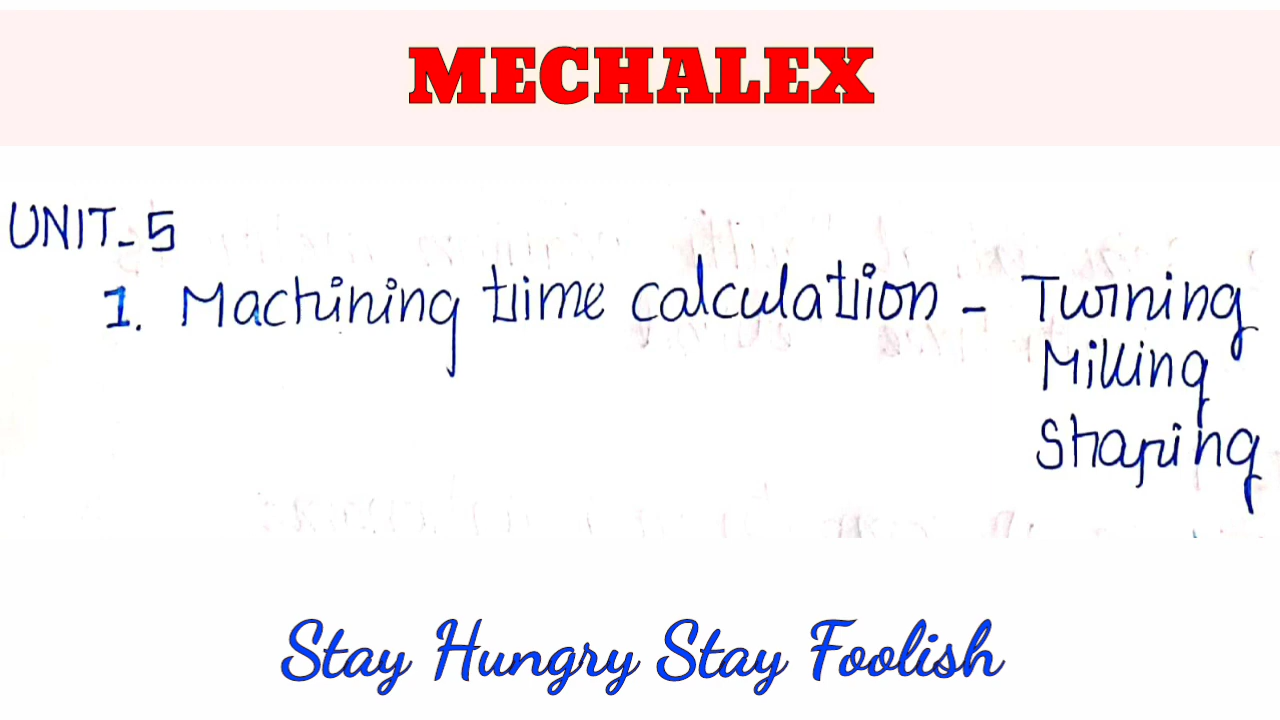 MECHALEX
UNIT-5
1. Machining time calculation - Turning
Milling
Shaping
Stay Hungry Stay Foolish